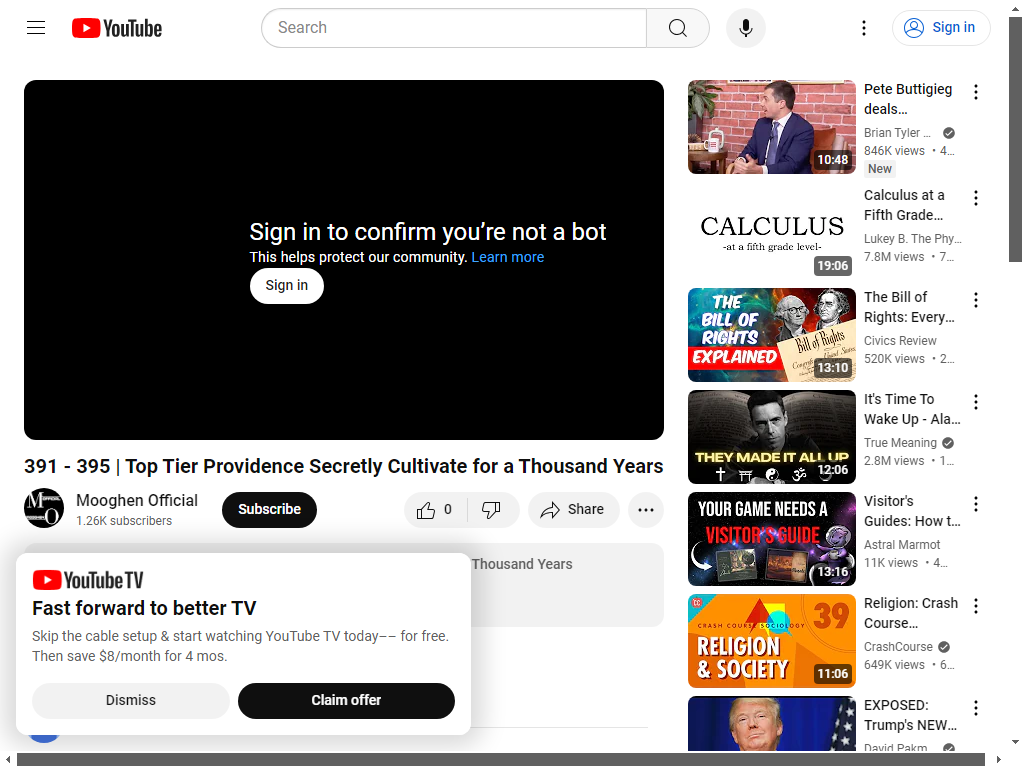 YouTube
Search
Sign in
Sign in to confirm you’re not a bot
This helps protect our community. Learn more
Sign in
391 - 395 | Top Tier Providence Secretly Cultivate for a Thousand Years
Mooghen Official
1.26K subscribers
Subscribe
0
Share
Thousand Years
YouTube TV
Fast forward to better TV
Skip the cable setup & start watching YouTube TV today–– for free.
Then save $8/month for 4 mos.
Dismiss
Claim offer
10:48
Pete Buttigieg
deals…
Brian Tyler …
846K views • 4…
New
CALCULUS
-at a fifth grade level-
19:06
Calculus at a
Fifth Grade…
Lukey B. The Phy…
7.8M views • 7…
THE
BILL OF
RIGHTS
EXPLAINED
Bill of Rights
13:10
The Bill of
Rights: Every…
Civics Review
520K views • 2…
THEY MADE IT ALL UP
12:06
It's Time To
Wake Up - Ala…
True Meaning
2.8M views • 1…
YOUR GAME NEEDS A
VISITOR'S GUIDE
13:16
Visitor's
Guides: How t…
Astral Marmot
11K views • 4…
CC
39
CRASH COURSE SOCIOLOGY
RELIGION
& SOCIETY
11:06
Religion: Crash
Course…
CrashCourse
649K views • 6…
EXPOSED:
Trump's NEW…
David Pakm…